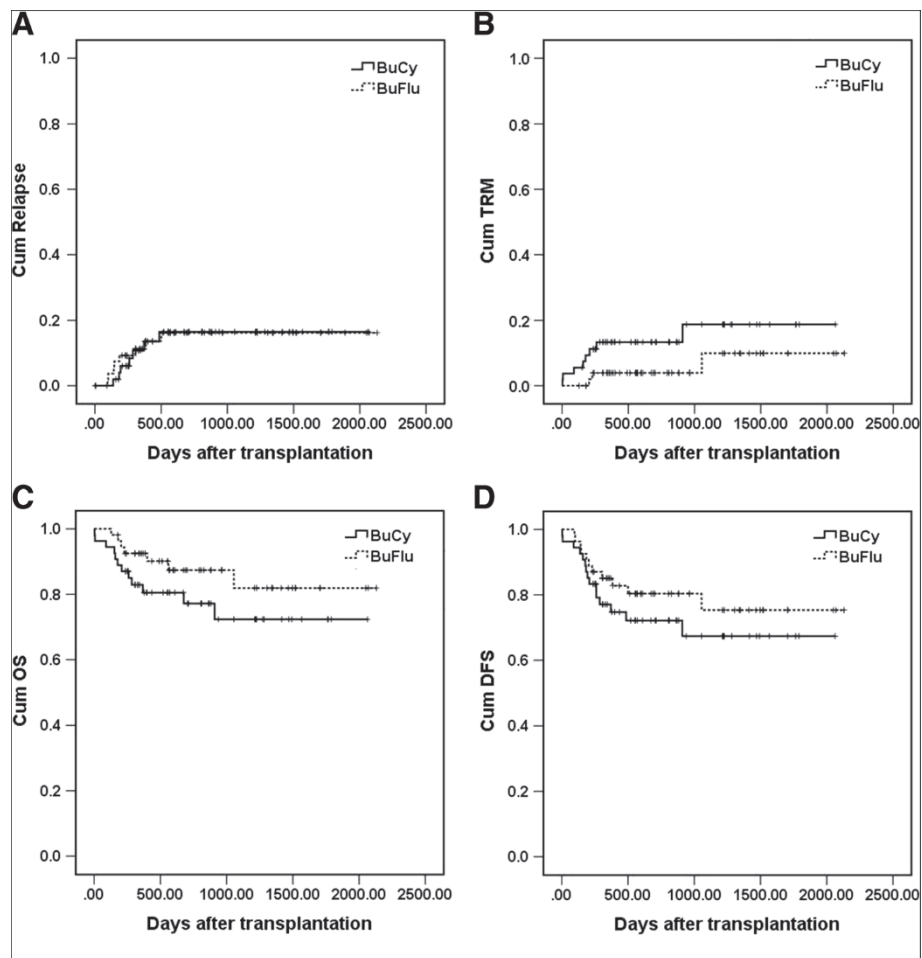 A
1.0
0.8
0.6
0.4
0.2
0.0
Cum Relapse
BuCy
BuFlu
.00 500.00 1000.00 1500.00 2000.00 2500.00
Days after transplantation
B
1.0
0.8
0.6
0.4
0.2
0.0
Cum TRM
BuCy
BuFlu
.00 500.00 1000.00 1500.00 2000.00 2500.00
Days after transplantation
C
1.0
0.8
0.6
0.4
0.2
0.0
Cum OS
BuCy
BuFlu
.00 500.00 1000.00 1500.00 2000.00 2500.00
Days after transplantation
D
1.0
0.8
0.6
0.4
0.2
0.0
Cum DFS
BuCy
BuFlu
.00 500.00 1000.00 1500.00 2000.00 2500.00
Days after transplantation